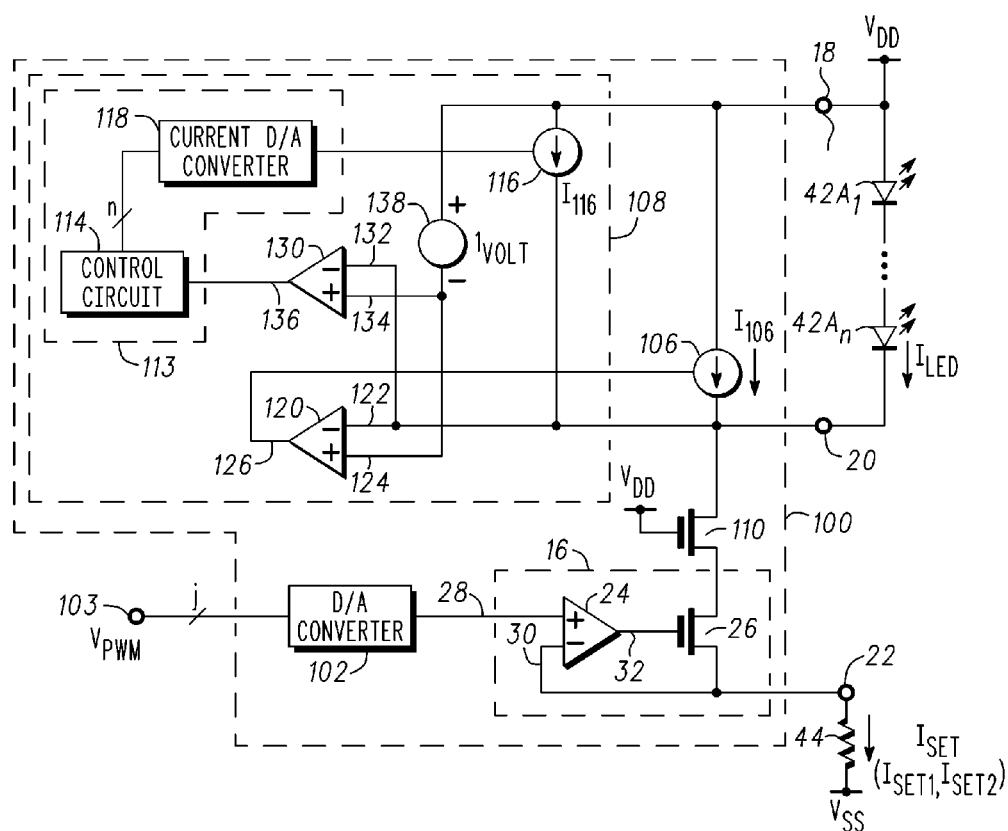 18
V_DD
118
CURRENT D/A
CONVERTER
116
I_116
42A_1
138
+
1_VOLT
−
108
n
114
CONTROL
CIRCUIT
130
132
−
+
134
136
113
42A_n
I_LED
106
I_106
120
122
−
+
124
126
20
V_DD
110
100
16
103
V_PWM
j
D/A
CONVERTER
102
28
24
+
−
30
32
26
22
44
I_SET
(I_SET1, I_SET2)
V_SS